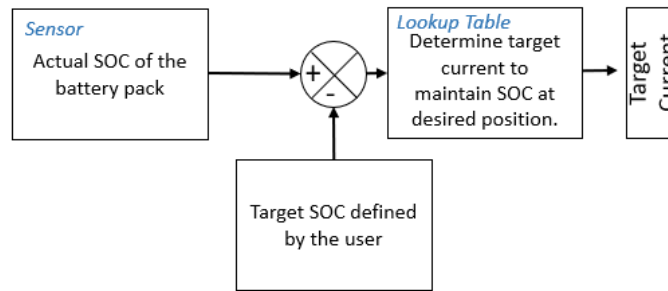 Sensor
Actual SOC of the
battery pack
+
-
Lookup Table
Determine target
current to
maintain SOC at
desired position.
Target
Current
Target SOC defined
by the user